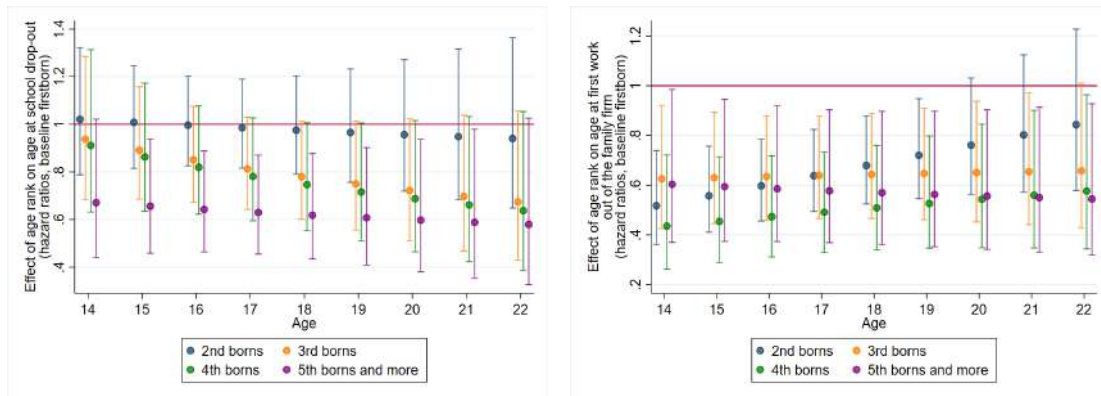 Effect of age rank on age at school drop-out
(hazard ratios, baseline firstborn)
1.4
1.2
1
.8
.6
.4
14 15 16 17 18 19 20 21 22
Age
2nd borns 3rd borns
4th borns 5th borns and more
Effect of age rank on age at first work
out of the family firm
(hazard ratios, baseline firstborn)
1.2
1
.8
.6
.4
.2
14 15 16 17 18 19 20 21 22
Age
2nd borns 3rd borns
4th borns 5th borns and more